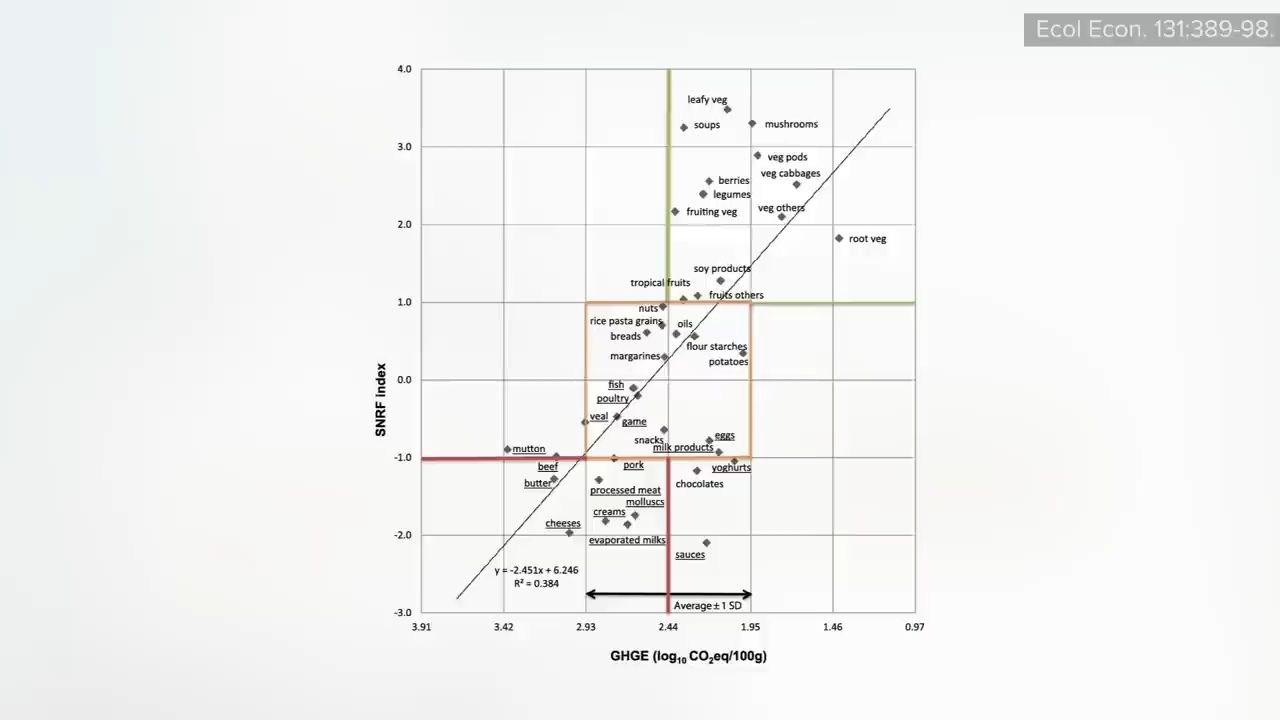 Ecol Econ. 131:389-98.
4.0
leafy veg
soups
mushrooms
3.0
veg pods
veg cabbages
berries
legumes
fruiting veg
veg others
2.0
root veg
soy products
tropical fruits
fruits others
1.0
nuts
rice pasta grains
oils
breads
flour starches
margarines
potatoes
0.0
fish
poultry
veal
game
snacks
eggs
milk products
mutton
-1.0
beef
pork
yoghurts
butter
chocolates
processed meat
molluscs
creams
cheeses
-2.0
evaporated milks
sauces
y = -2.451x + 6.246
R² = 0.384
Average ± 1 SD
-3.0
3.91 3.42 2.93 2.44 1.95 1.46 0.97
SNRF index
GHGE (log₁₀ CO₂eq/100g)